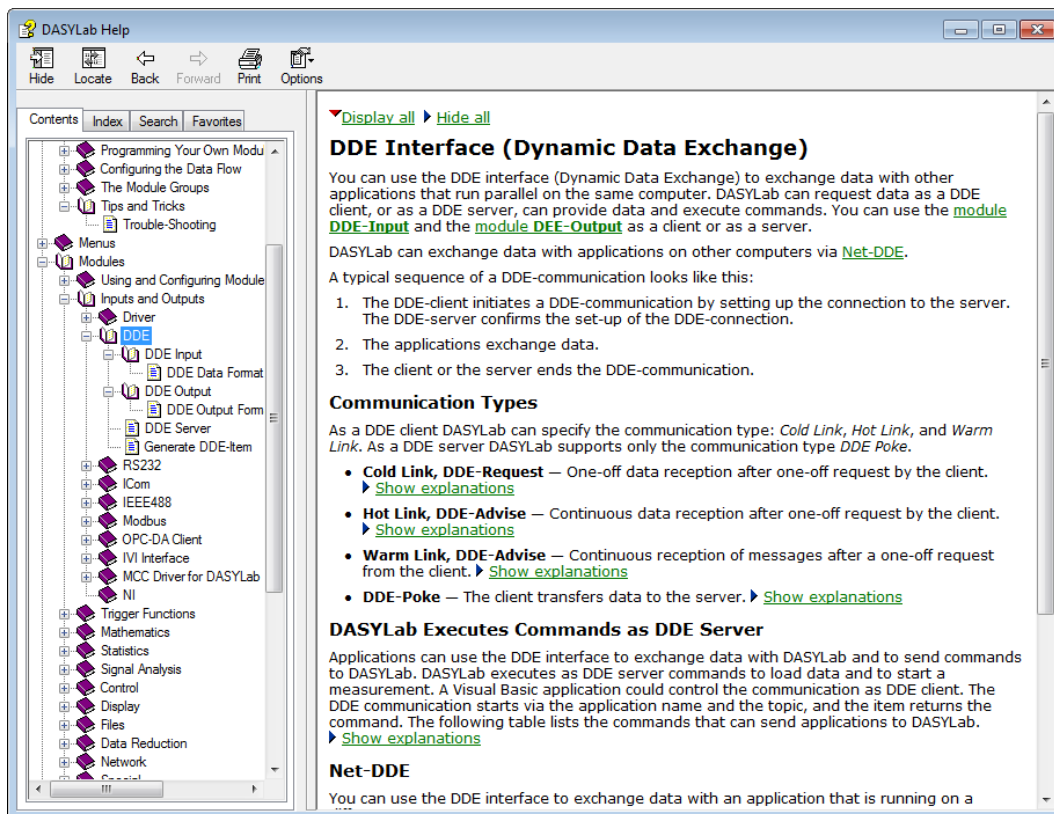 DASYLab Help
Hide Locate Back Forward Print Options
Contents Index Search Favorites
Programming Your Own Modu
Configuring the Data Flow
The Module Groups
Tips and Tricks
Trouble-Shooting
Menus
Modules
Using and Configuring Module
Inputs and Outputs
Driver
DDE
DDE Input
DDE Data Format
DDE Output
DDE Output Form
DDE Server
Generate DDE-Item
RS232
ICom
IEEE488
Modbus
OPC-DA Client
IVI Interface
MCC Driver for DASYLab
NI
Trigger Functions
Mathematics
Statistics
Signal Analysis
Control
Display
Files
Data Reduction
Network
Display all Hide all
DDE Interface (Dynamic Data Exchange)
You can use the DDE interface (Dynamic Data Exchange) to exchange data with other
applications that run parallel on the same computer. DASYLab can request data as a DDE
client, or as a DDE server, can provide data and execute commands. You can use the module
DDE-Input and the module DEE-Output as a client or as a server.
DASYLab can exchange data with applications on other computers via Net-DDE.
A typical sequence of a DDE-communication looks like this:
1. The DDE-client initiates a DDE-communication by setting up the connection to the server.
The DDE-server confirms the set-up of the DDE-connection.
2. The applications exchange data.
3. The client or the server ends the DDE-communication.
Communication Types
As a DDE client DASYLab can specify the communication type: Cold Link, Hot Link, and Warm
Link. As a DDE server DASYLab supports only the communication type DDE Poke.
• Cold Link, DDE-Request — One-off data reception after one-off request by the client.
Show explanations
• Hot Link, DDE-Advise — Continuous data reception after one-off request by the client.
Show explanations
• Warm Link, DDE-Advise — Continuous reception of messages after a one-off request
from the client. Show explanations
• DDE-Poke — The client transfers data to the server. Show explanations
DASYLab Executes Commands as DDE Server
Applications can use the DDE interface to exchange data with DASYLab and to send commands
to DASYLab. DASYLab executes as DDE server commands to load data and to start a
measurement. A Visual Basic application could control the communication as DDE client. The
DDE communication starts via the application name and the topic, and the item returns the
command. The following table lists the commands that can send applications to DASYLab.
Show explanations
Net-DDE
You can use the DDE interface to exchange data with an application that is running on a